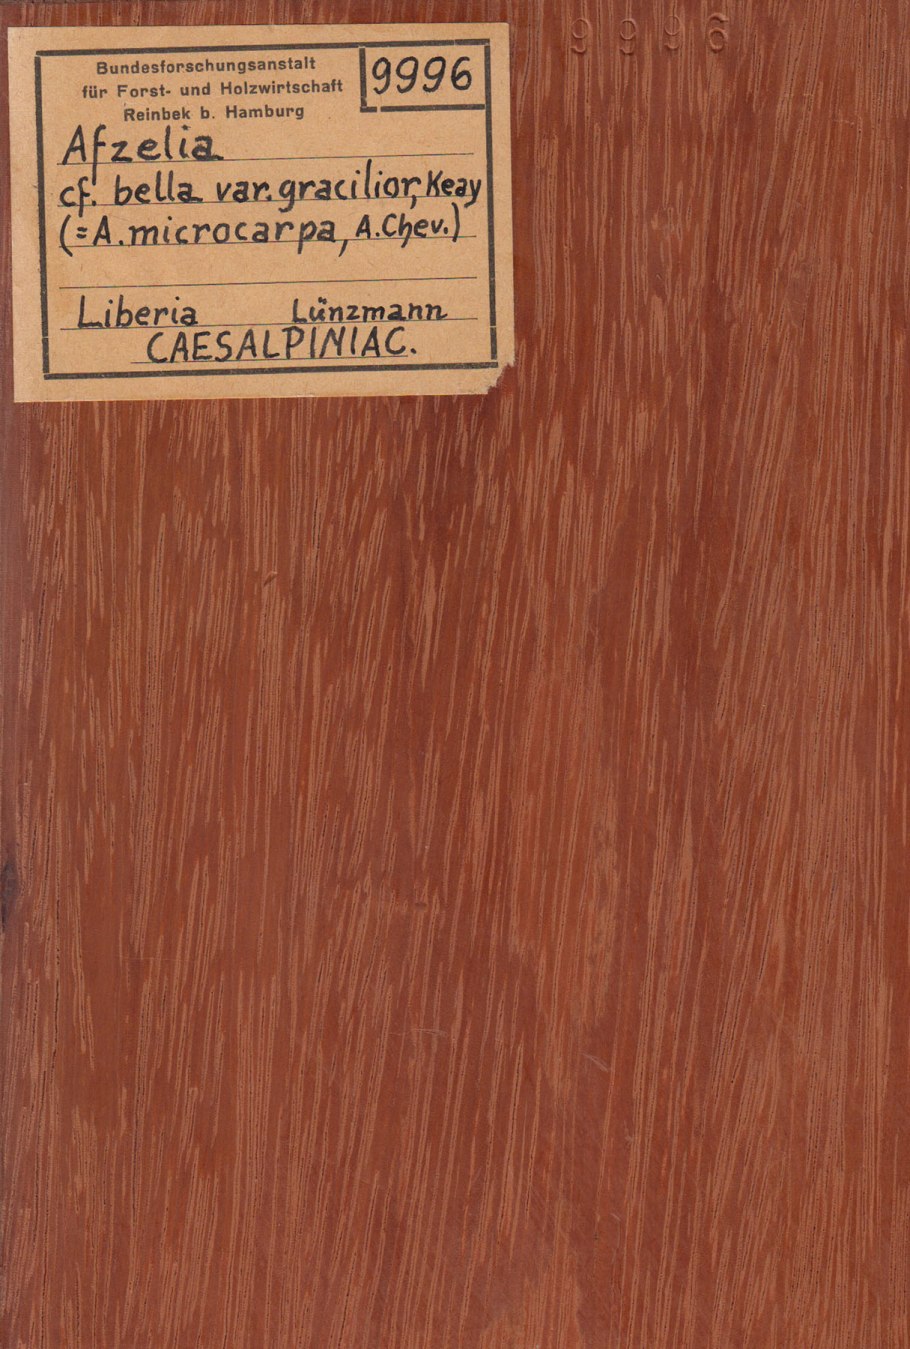 Bundesforschungsanstalt
für Forst- und Holzwirtschaft
Reinbek b. Hamburg
9996
Afzelia
cf. bella var. gracilior, Keay
(= A. microcarpa, A. Chev.)
Liberia Lünzmann
CAESALPINIAC.
9996